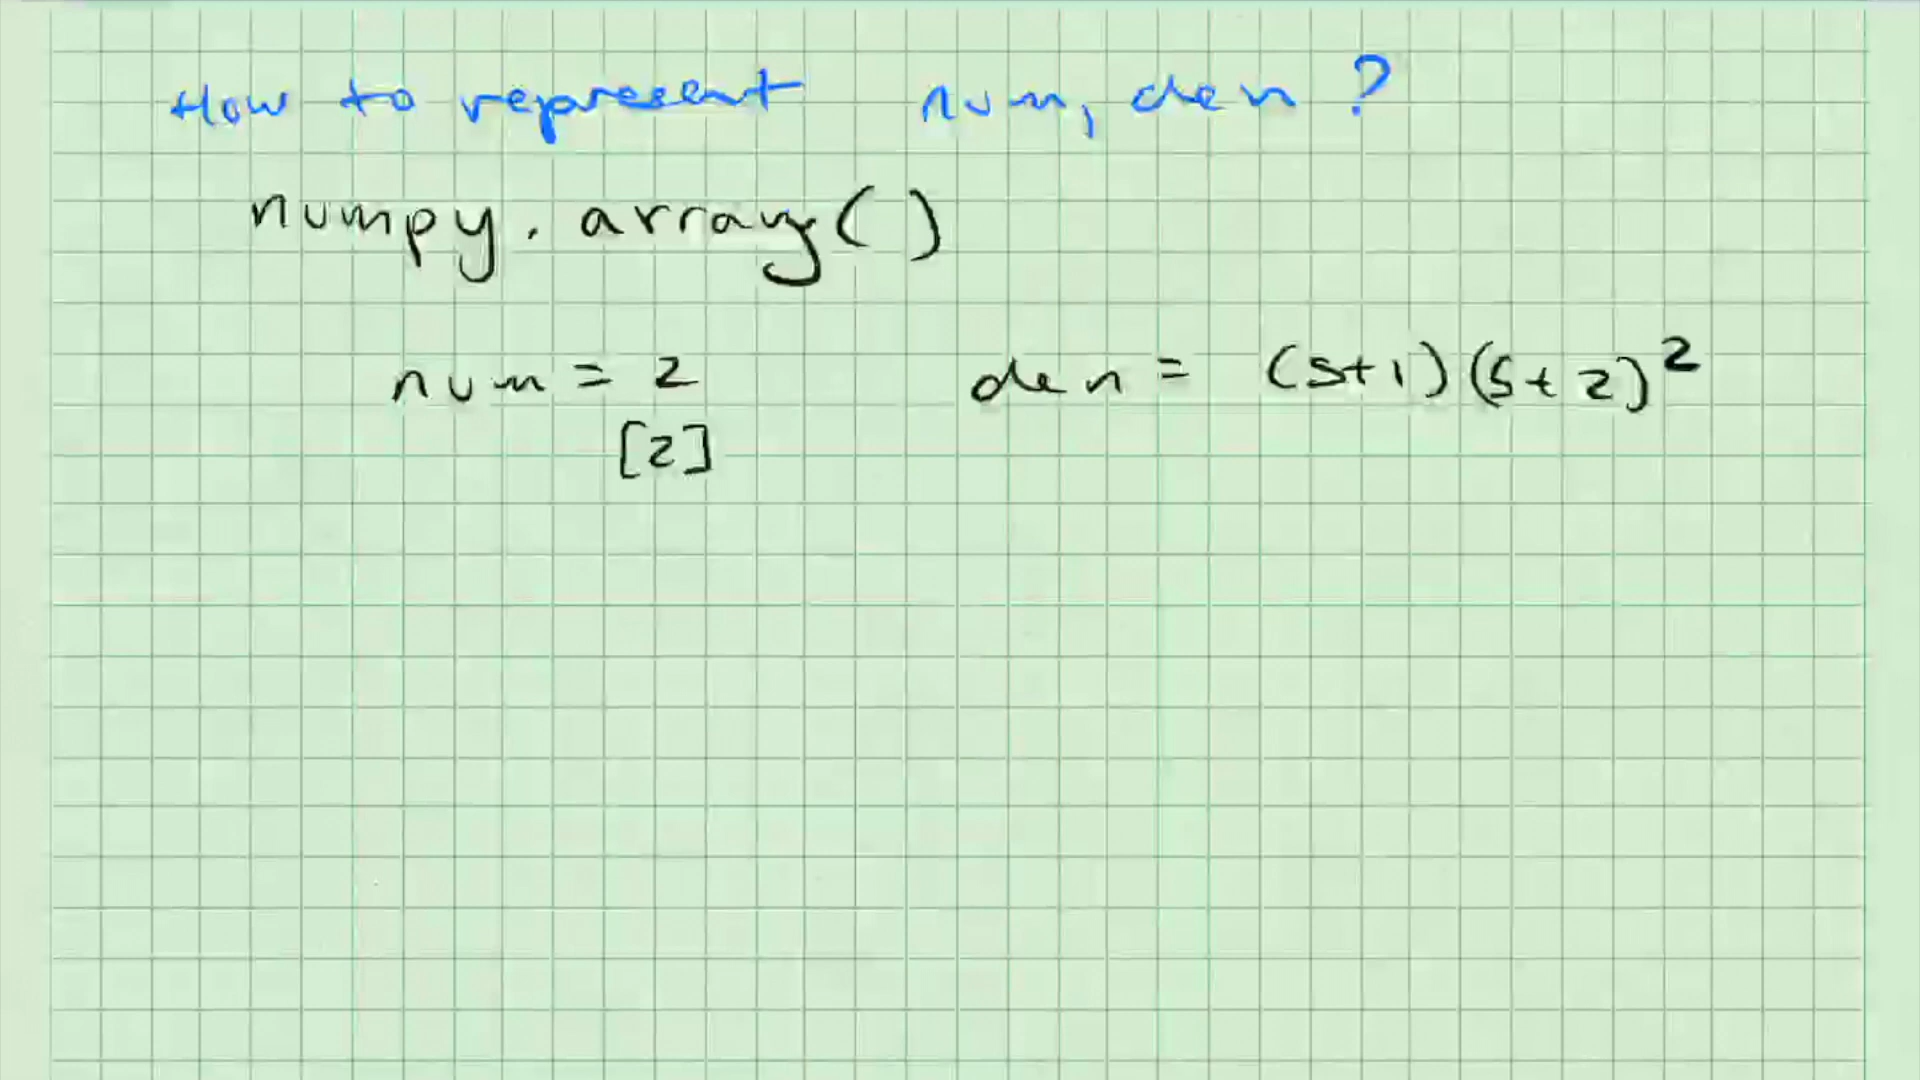 How to represent num, den ?
numpy.array()
num = 2 den = (s+1)(s+2)²
[2]